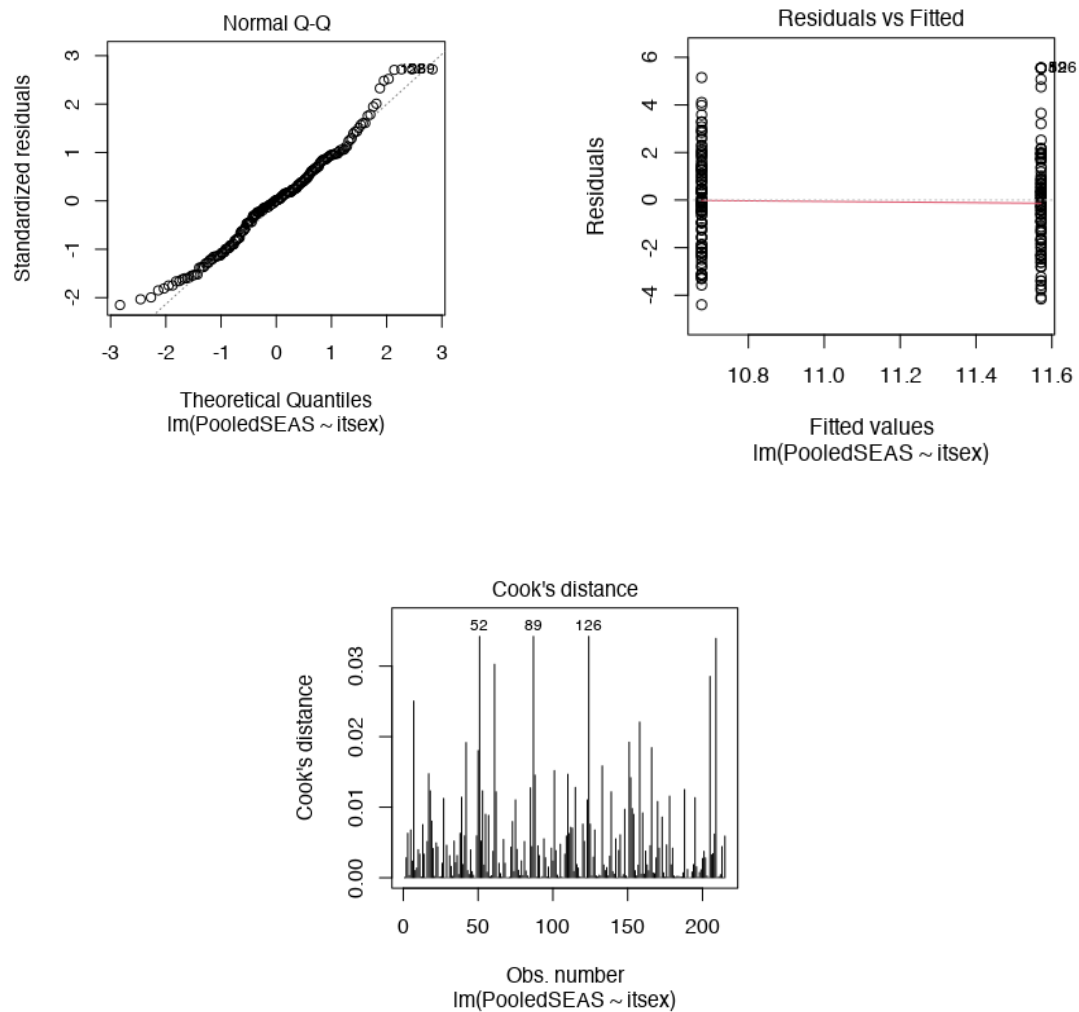 Normal Q-Q
Standardized residuals
3
2
1
0
-1
-2
-3 -2 -1 0 1 2 3
Theoretical Quantiles
lm(PooledSEAS ~ itsex)
Residuals vs Fitted
Residuals
6
4
2
0
-2
-4
10.8 11.0 11.2 11.4 11.6
Fitted values
lm(PooledSEAS ~ itsex)
Cook's distance
Cook's distance
52 89 126
0.03
0.02
0.01
0.00
0 50 100 150 200
Obs. number
lm(PooledSEAS ~ itsex)